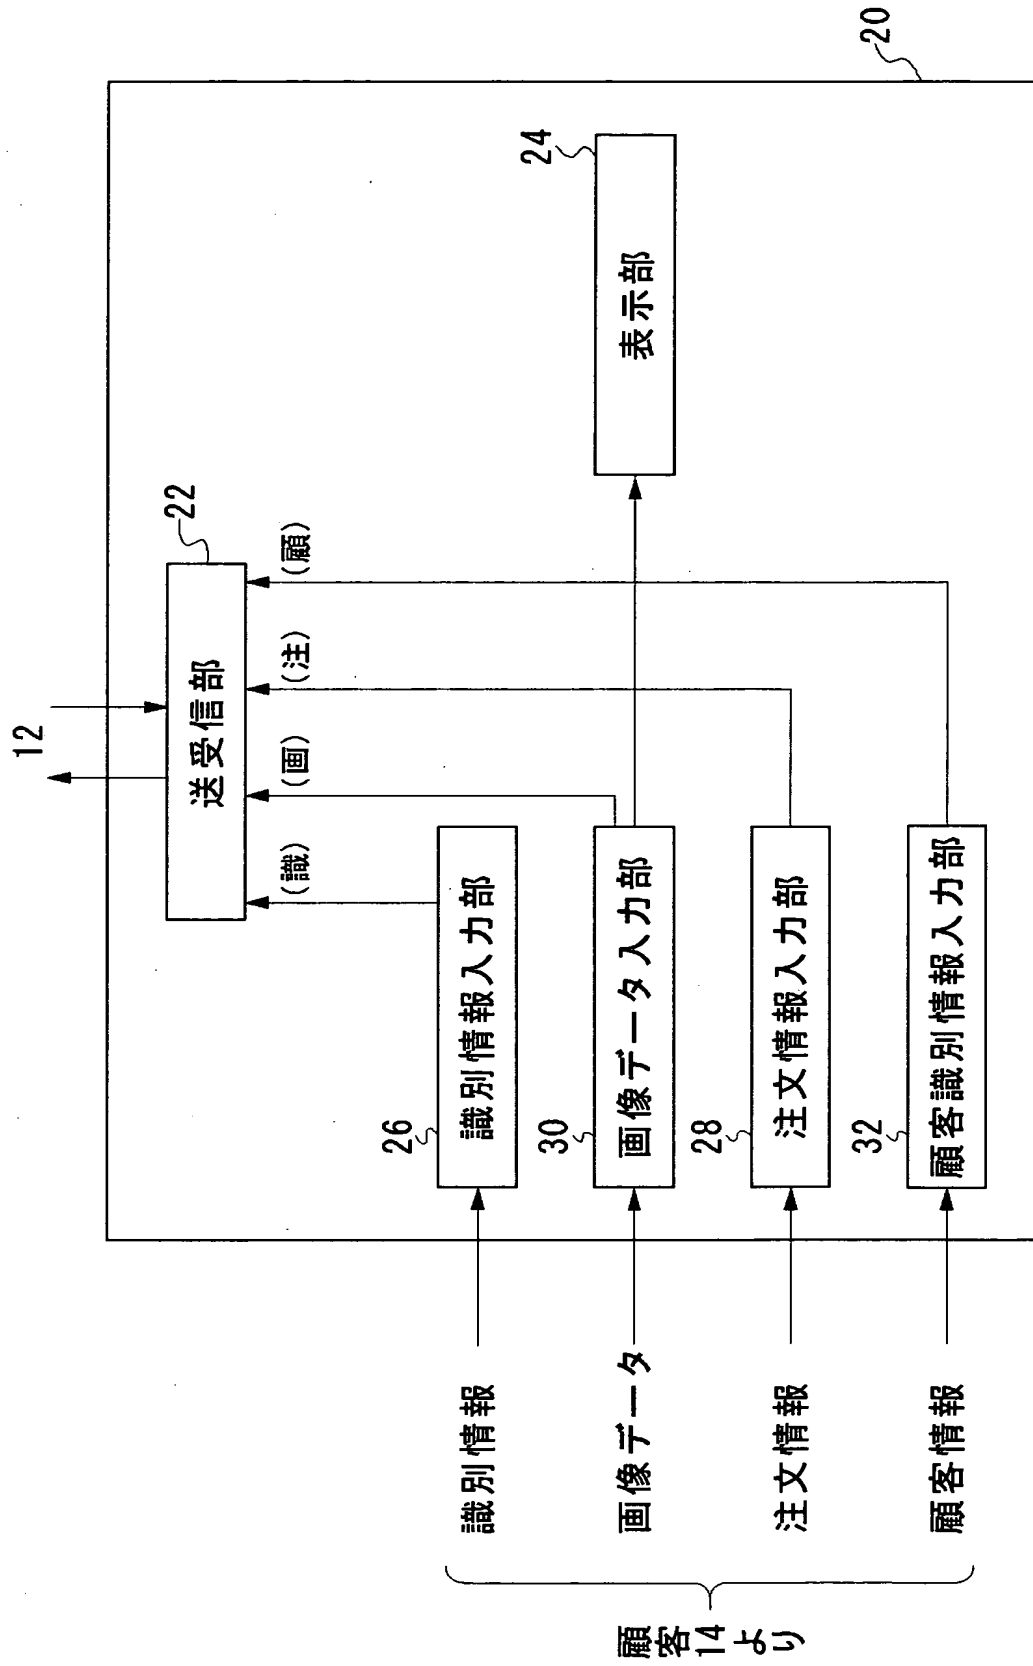 12
送受信部
22
(識)
(画)
(注)
(顧)
20
24
表示部
顧客14より
識別情報
26
識別情報入力部
画像データ
30
画像データ入力部
注文情報
28
注文情報入力部
顧客情報
32
顧客識別情報入力部